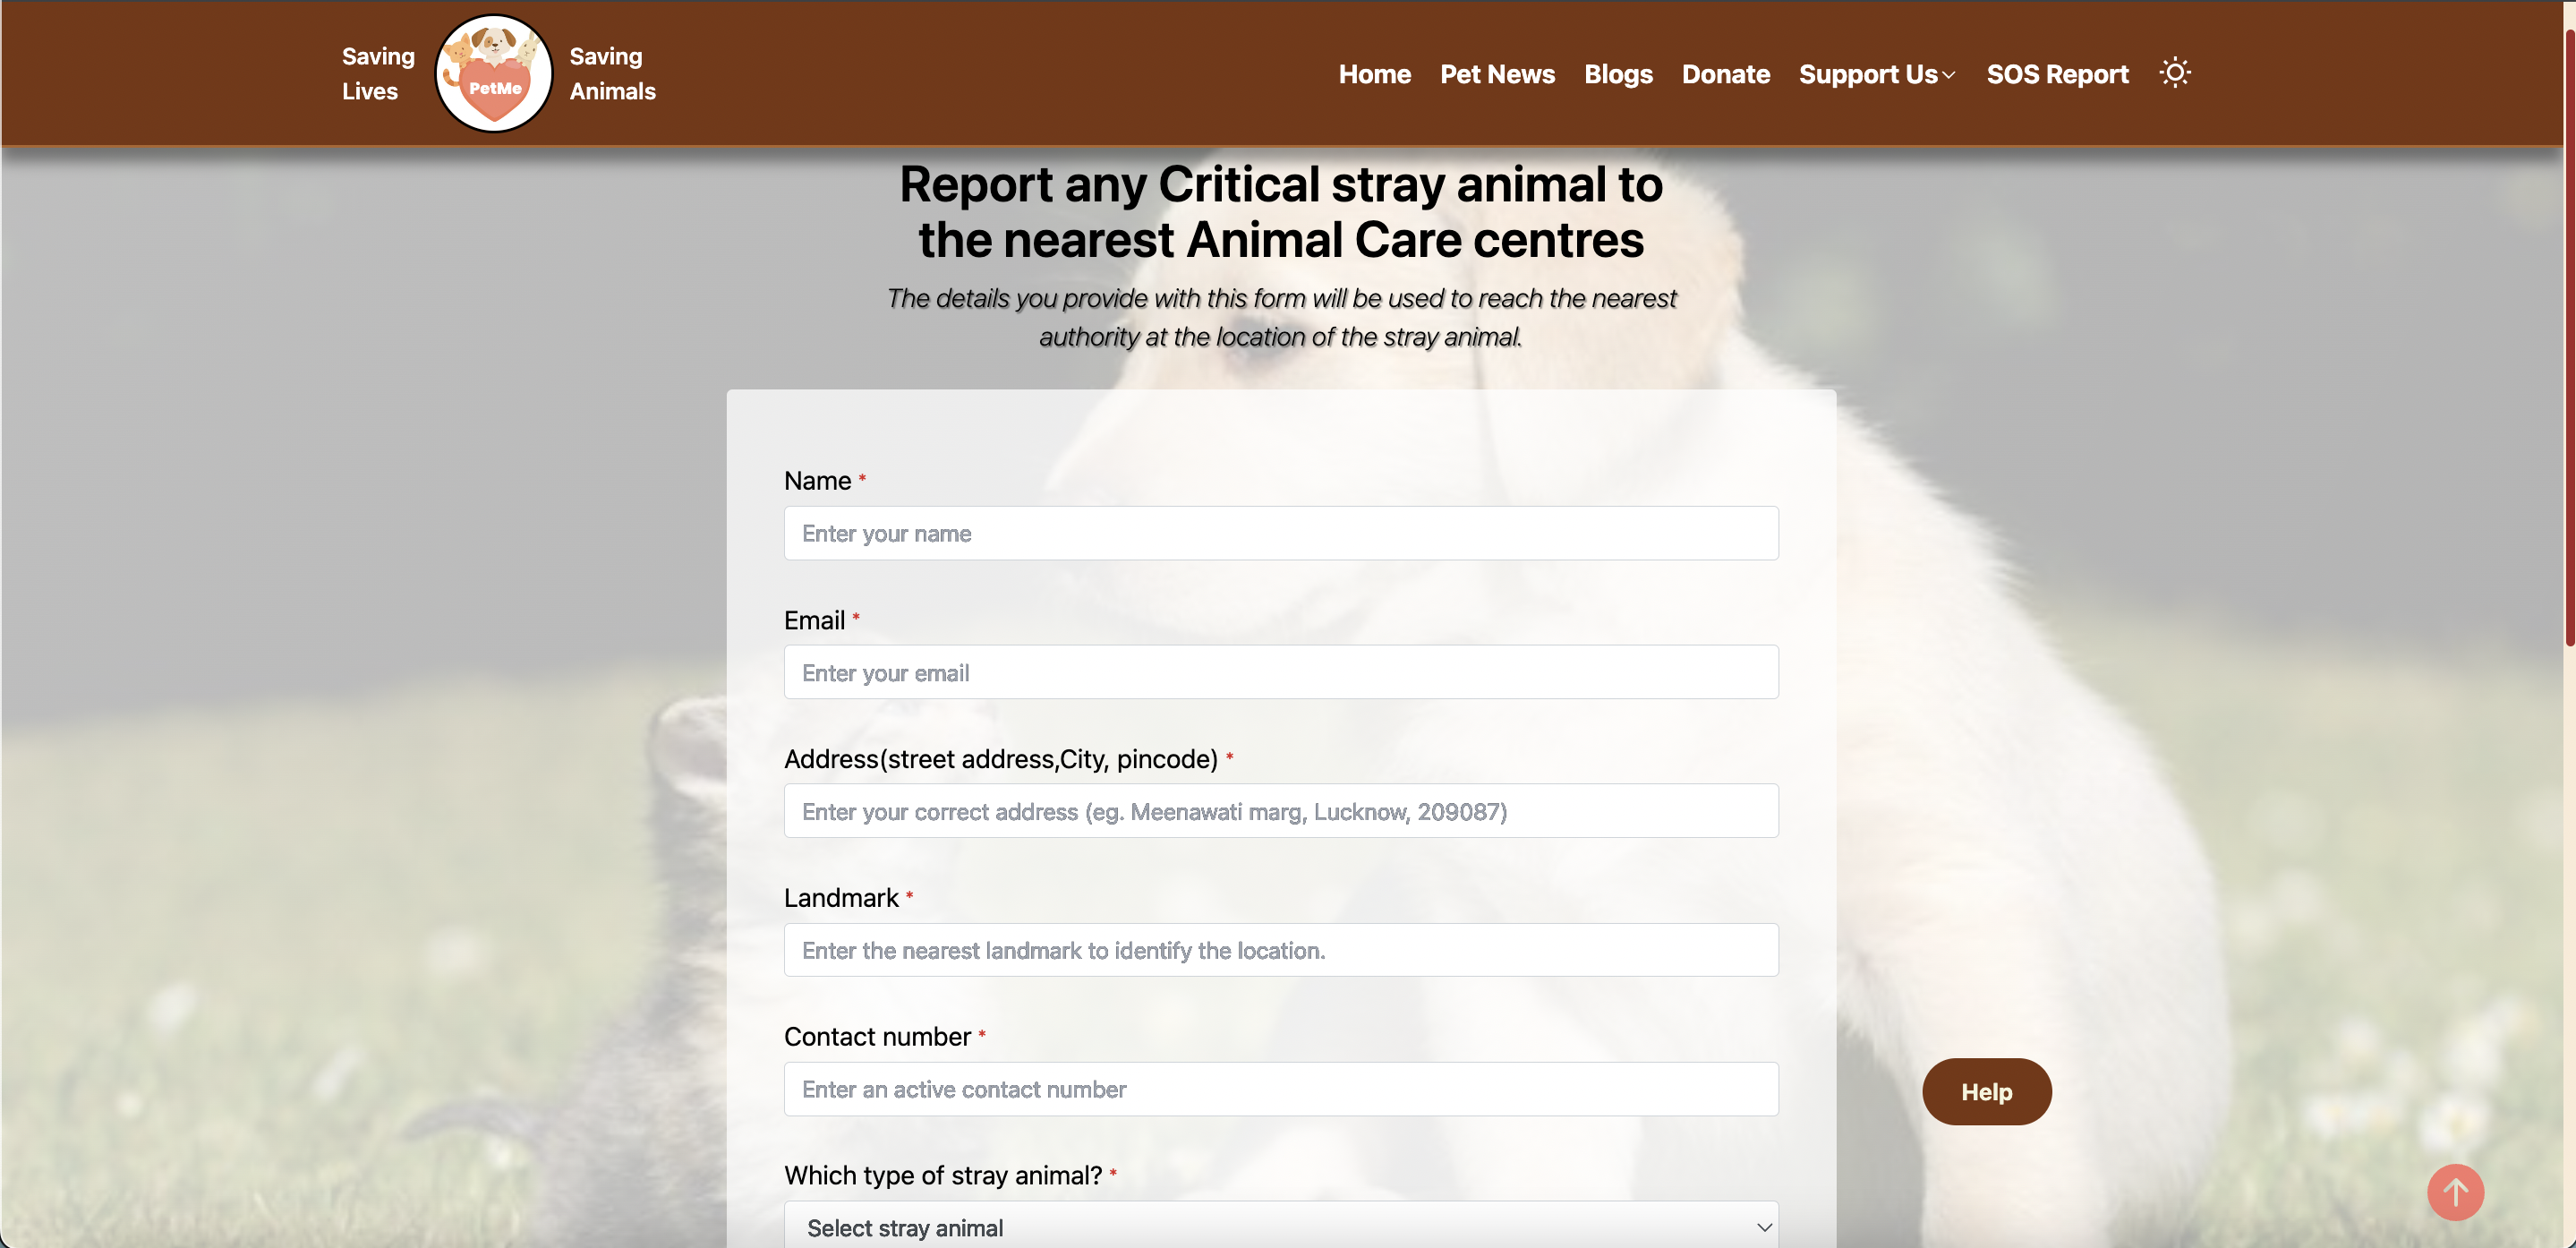 Saving
Lives
PetMe
Saving
Animals
Home
Pet News
Blogs
Donate
Support Us
SOS Report
Report any Critical stray animal to
the nearest Animal Care centres
The details you provide with this form will be used to reach the nearest
authority at the location of the stray animal.
Name *
Enter your name
Email *
Enter your email
Address(street address,City, pincode) *
Enter your correct address (eg. Meenawati marg, Lucknow, 209087)
Landmark *
Enter the nearest landmark to identify the location.
Contact number *
Enter an active contact number
Help
Which type of stray animal? *
Select stray animal